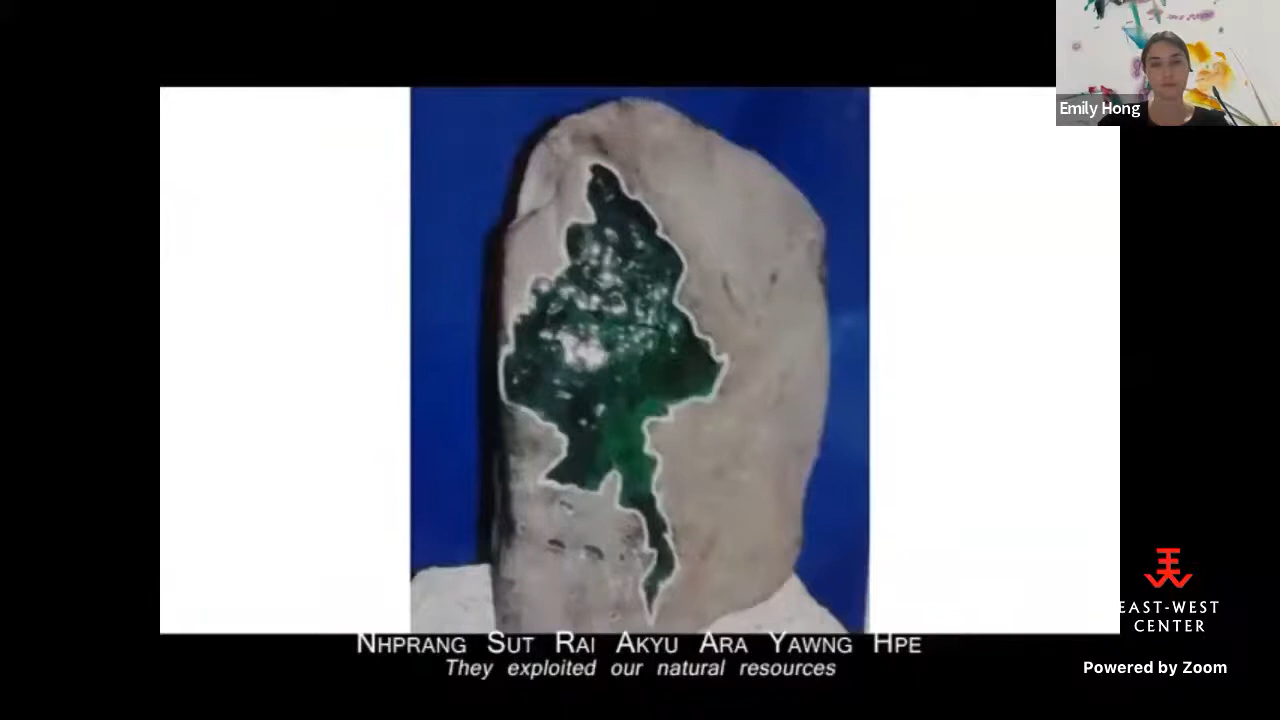 Emily Hong
NHPRANG SUT RAI AKYU ARA YAWNG HPE
They exploited our natural resources
EAST-WEST
CENTER
Powered by Zoom